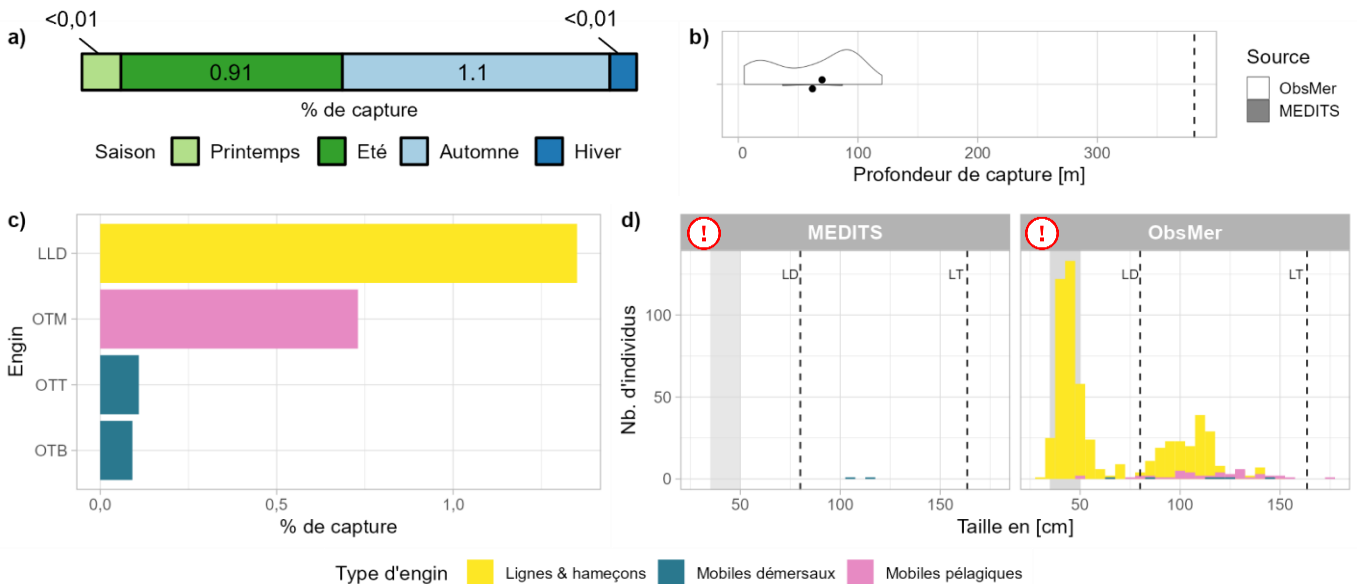 a)
<0,01
<0,01
0.91
1.1
% de capture
Saison
Printemps
Eté
Automne
Hiver
b)
0
100
200
300
Profondeur de capture [m]
Source
ObsMer
MEDITS
c)
LLD
OTM
OTT
OTB
Engin
0,0
0,5
1,0
% de capture
d)
!
MEDITS
!
ObsMer
LD
LT
LD
LT
100
50
0
Nb. d'individus
50
100
150
50
100
150
Taille en [cm]
Type d'engin
Lignes & hameçons
Mobiles démersaux
Mobiles pélagiques